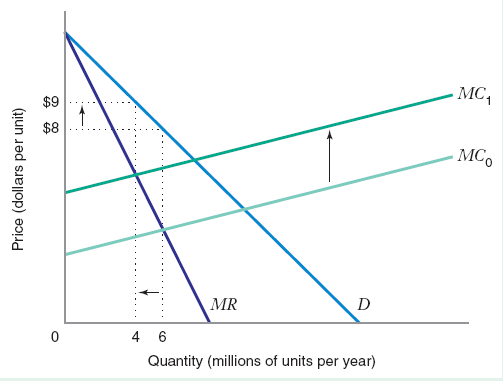 Price (dollars per unit)
$9
$8
MC1
MC0
MR
D
0
4
6
Quantity (millions of units per year)